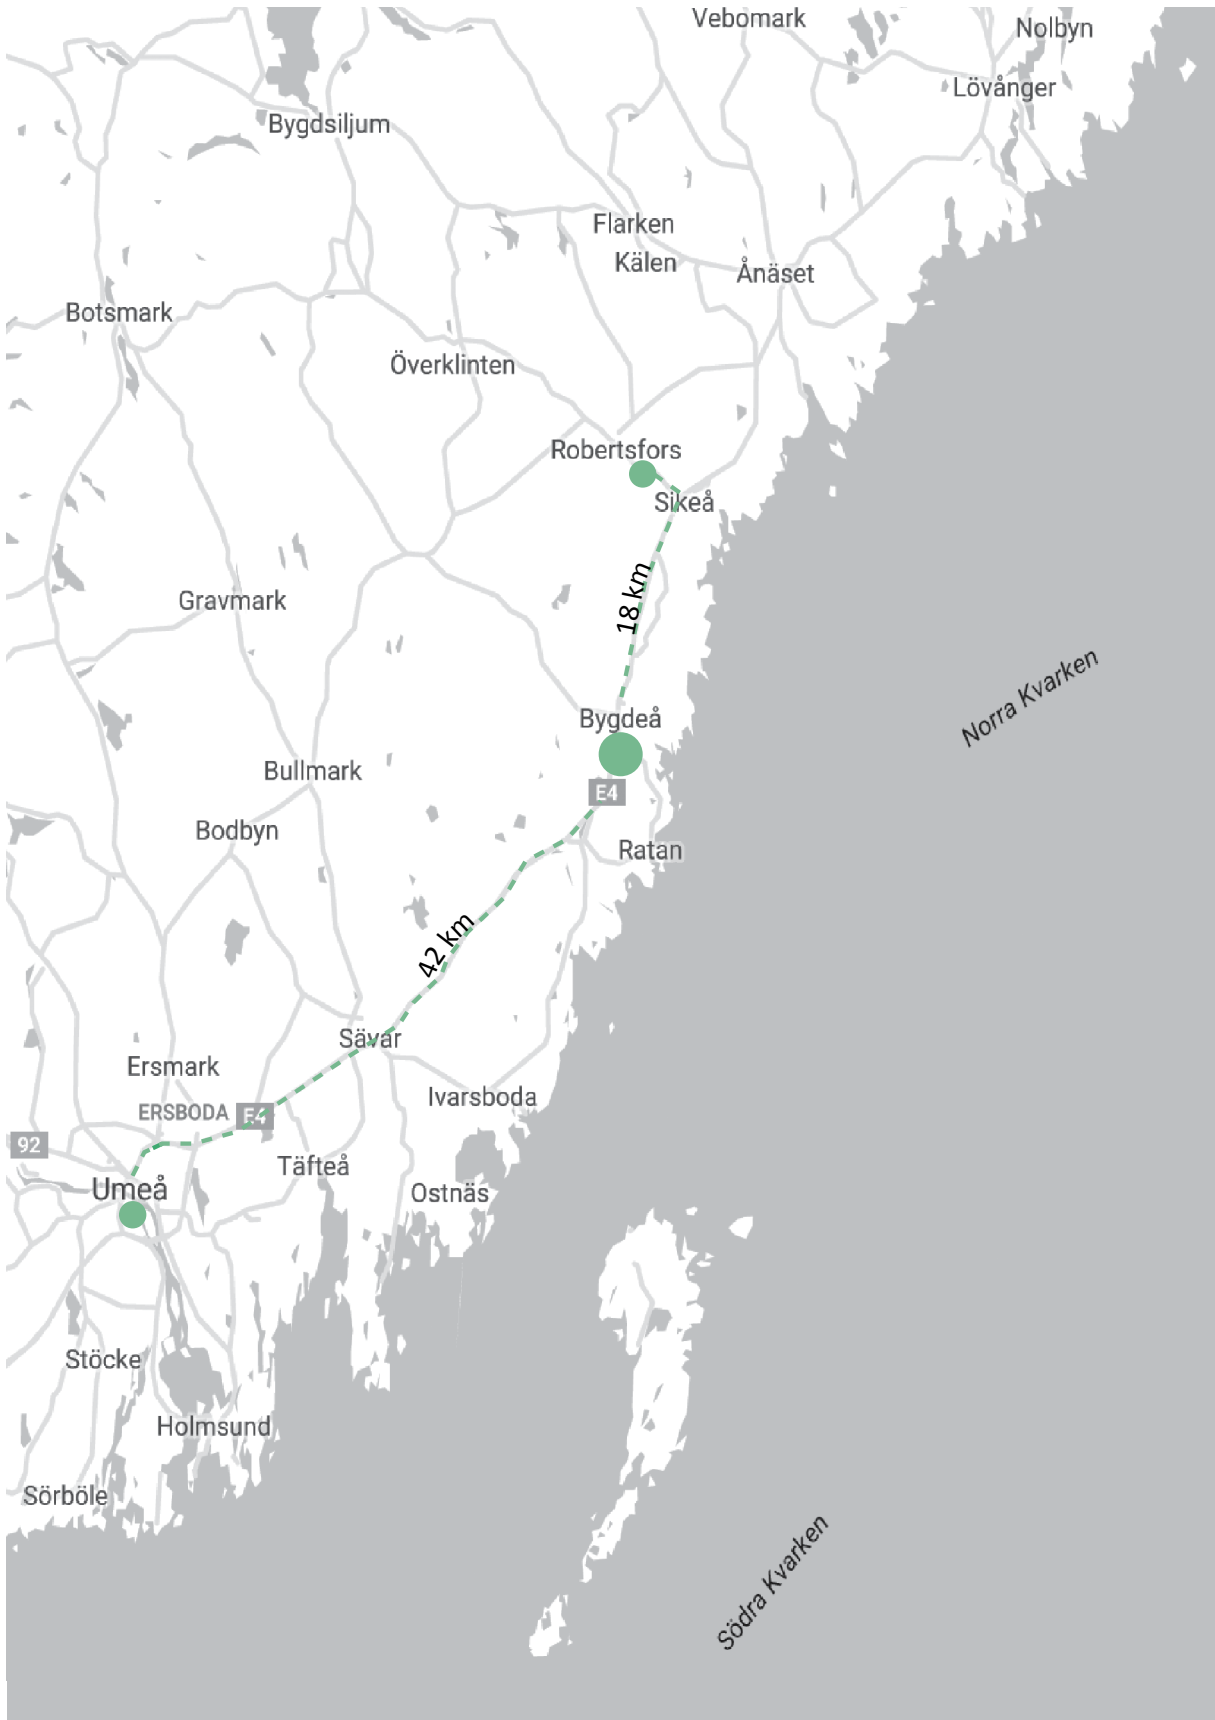 Vebomark
Nolbyn
Lövånger
Bygdsiljum
Flarken
Kälen
Ånäset
Botsmark
Överklinten
Robertsfors
Sikeå
18 km
Gravmark
Norra Kvarken
Bygdeå
Bullmark
E4
Bodbyn
Ratan
42 km
Sävar
Ersmark
Ivarsboda
ERSBODA
E4
92
Täfteå
Umeå
Ostnäs
Stöcke
Holmsund
Sörböle
Södra Kvarken